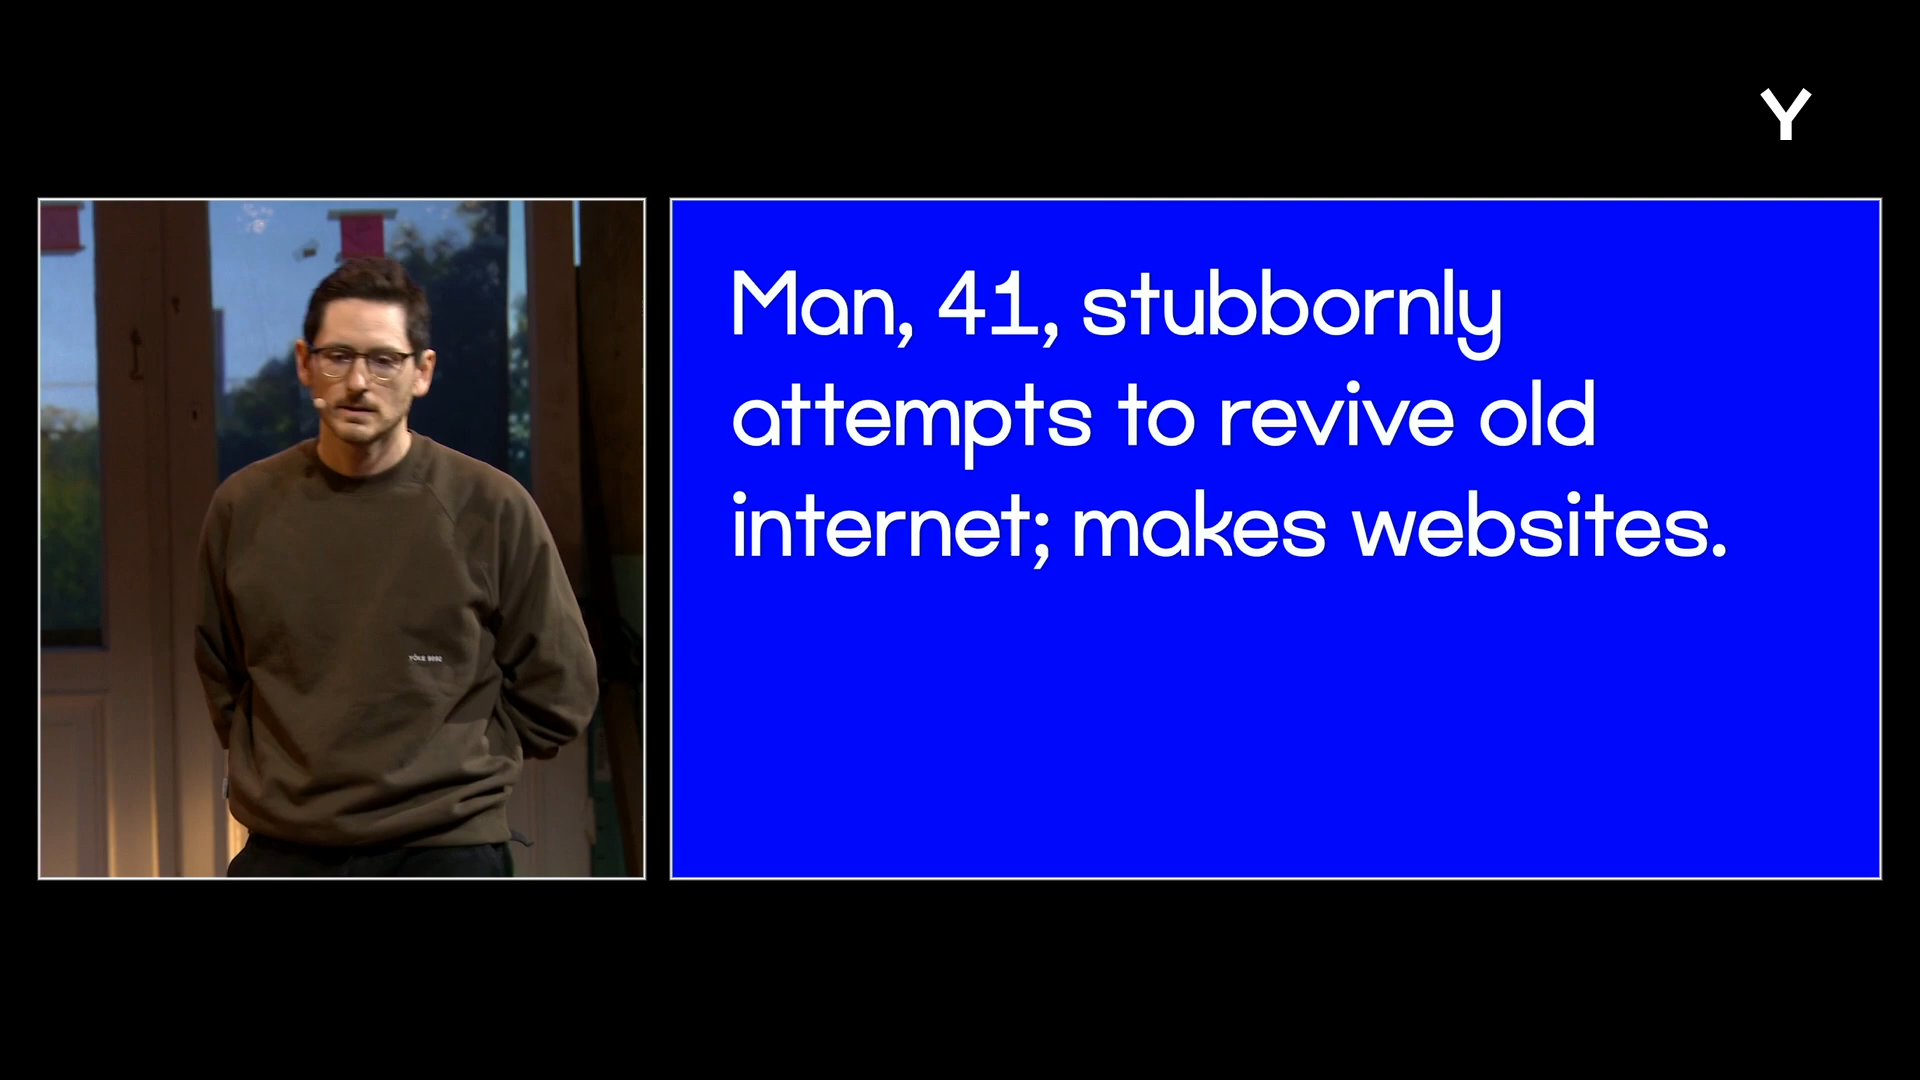 Y
Man, 41, stubbornly
attempts to revive old
internet; makes websites.